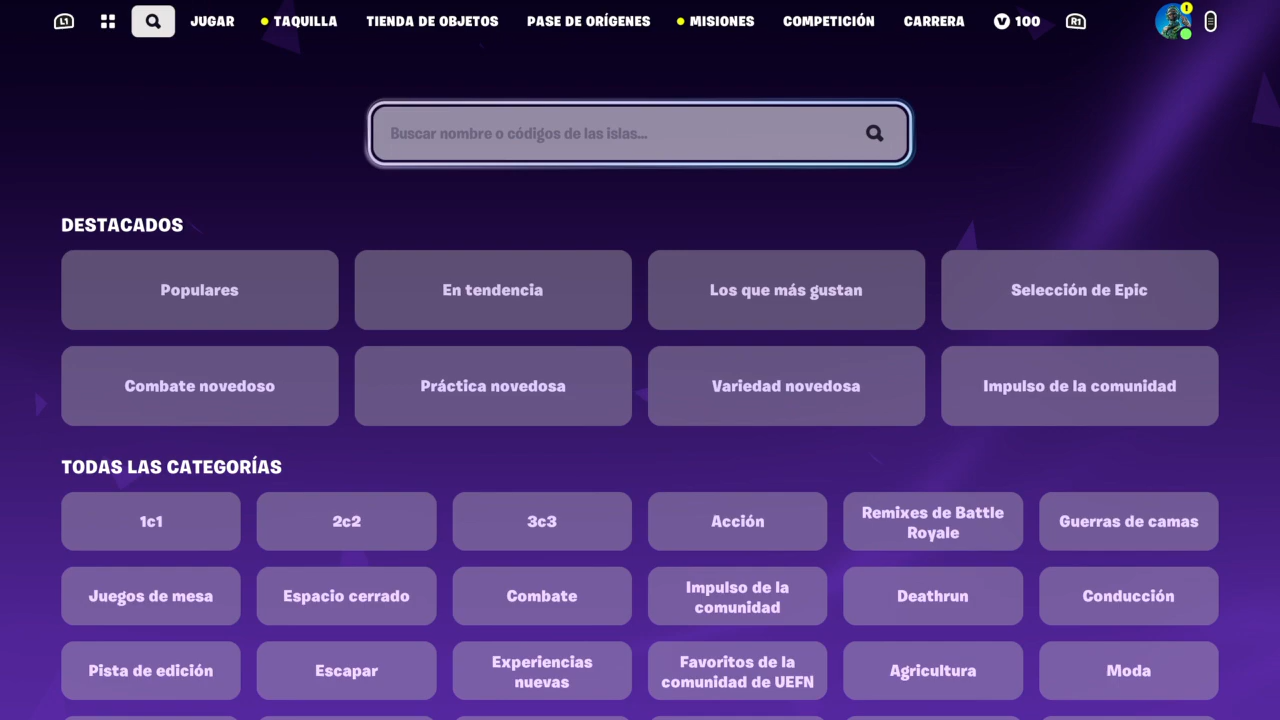 L1
JUGAR
TAQUILLA
TIENDA DE OBJETOS
PASE DE ORÍGENES
MISIONES
COMPETICIÓN
CARRERA
V 100
R1
!
Buscar nombre o códigos de las islas...
DESTACADOS
Populares
En tendencia
Los que más gustan
Selección de Epic
Combate novedoso
Práctica novedosa
Variedad novedosa
Impulso de la comunidad
TODAS LAS CATEGORÍAS
1c1
2c2
3c3
Acción
Remixes de Battle
Royale
Guerras de camas
Juegos de mesa
Espacio cerrado
Combate
Impulso de la
comunidad
Deathrun
Conducción
Pista de edición
Escapar
Experiencias
nuevas
Favoritos de la
comunidad de UEFN
Agricultura
Moda